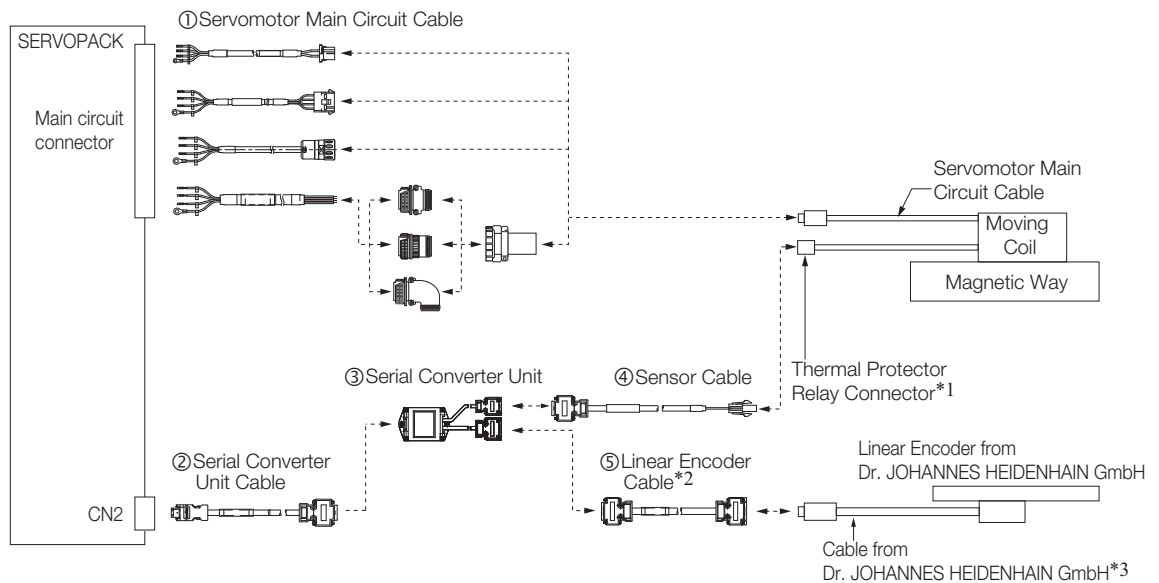 ①Servomotor Main Circuit Cable
SERVOPACK
Main circuit
connector
Servomotor Main
Circuit Cable
Moving
Coil
Magnetic Way
Thermal Protector
Relay Connector*1
③Serial Converter Unit
④Sensor Cable
②Serial Converter
Unit Cable
⑤Linear Encoder
Cable*2
Linear Encoder from
Dr. JOHANNES HEIDENHAIN GmbH
CN2
Cable from
Dr. JOHANNES HEIDENHAIN GmbH*3